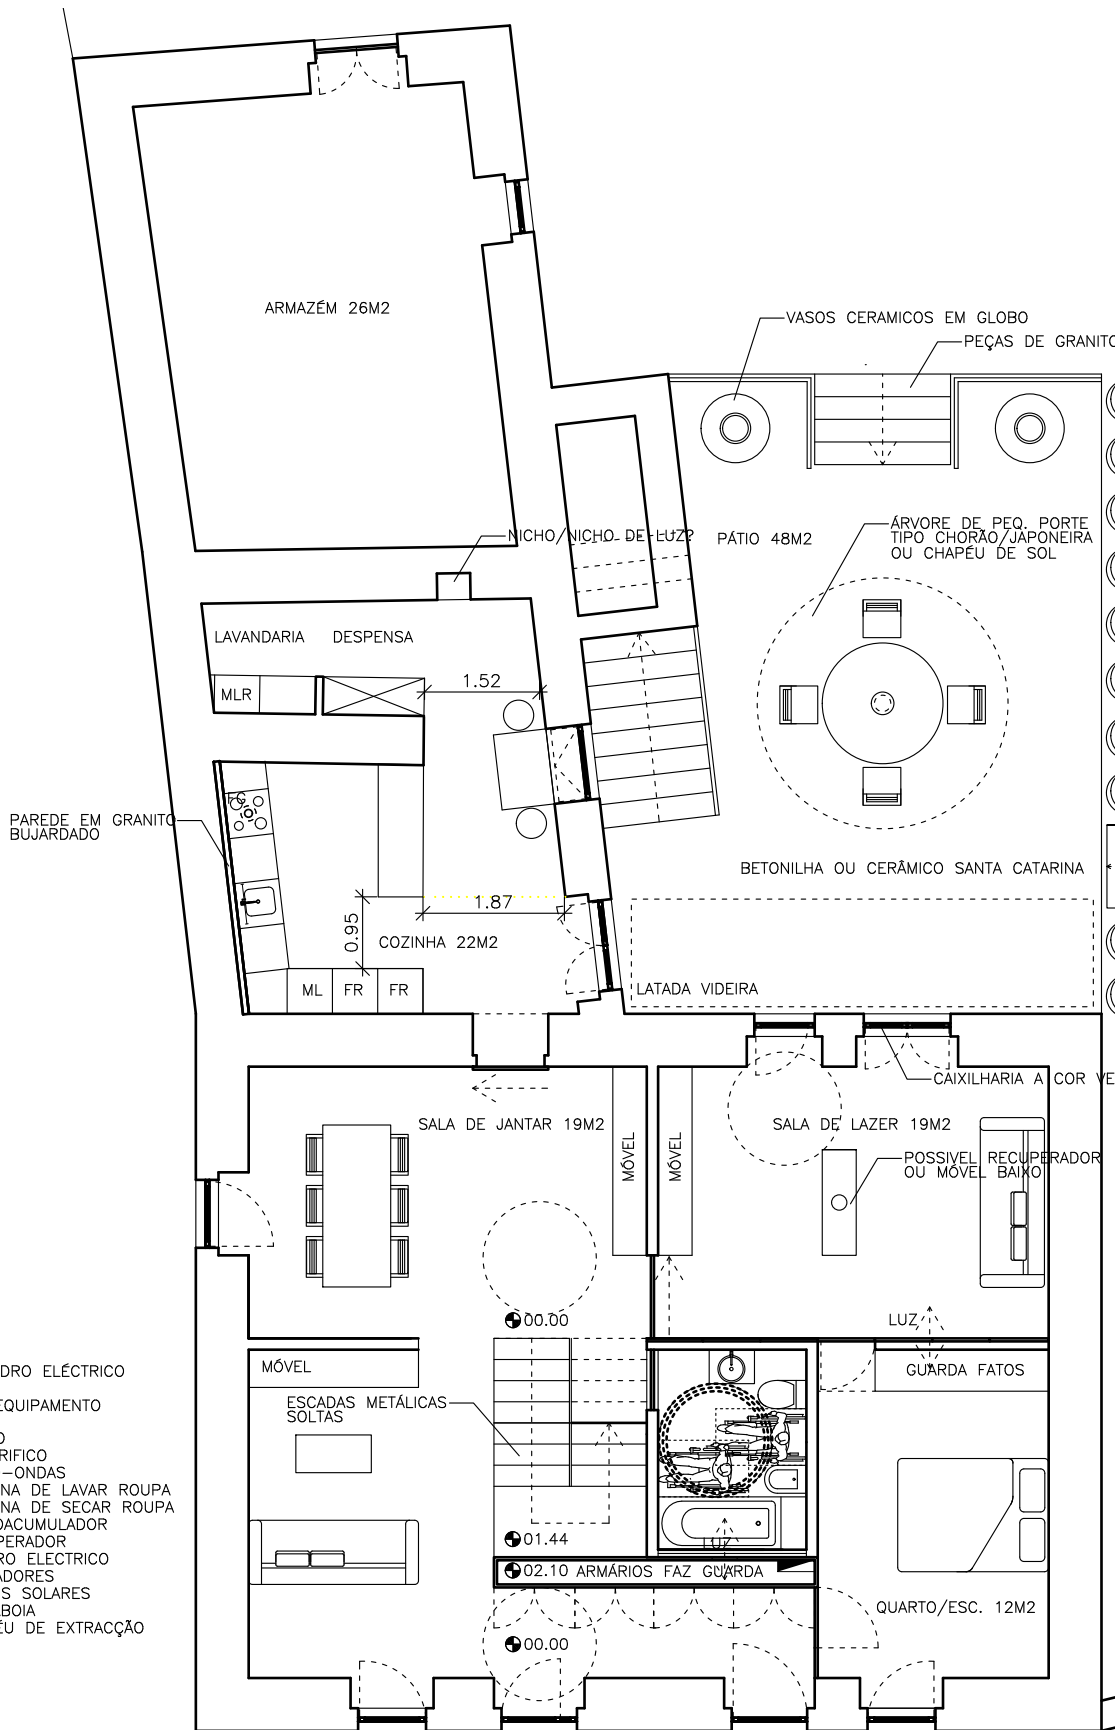 ARMAZÉM 26M2
VASOS CERAMICOS EM GLOBO
PEÇAS DE GRANITO
NICHO/NICHO DE LUZ?
PÁTIO 48M2
ÁRVORE DE PEQ. PORTE
TIPO CHORÃO/JAPONEIRA
OU CHAPÉU DE SOL
LAVANDARIA
DESPENSA
MLR
1.52
PAREDE EM GRANITO
BUJARDADO
BETONILHA OU CERÂMICO SANTA CATARINA
1.87
0.95
COZINHA 22M2
ML
FR
FR
LATADA VIDEIRA
CAIXILHARIA A COR VE
SALA DE JANTAR 19M2
MÓVEL
MÓVEL
SALA DE LAZER 19M2
POSSIVEL RECUPERADOR
OU MÓVEL BAIXO
00.00
LUZ
MÓVEL
GUARDA FATOS
ESCADAS METÁLICAS
SOLTAS
DRO ELÉCTRICO
EQUIPAMENTO
O
RIFICO
-ONDAS
NA DE LAVAR ROUPA
NA DE SECAR ROUPA
OACUMULADOR
PERADOR
RO ELECTRICO
ADORES
S SOLARES
BOIA
ÉU DE EXTRACÇÃO
01.44
LUZ
02.10 ARMÁRIOS FAZ GUARDA
QUARTO/ESC. 12M2
00.00